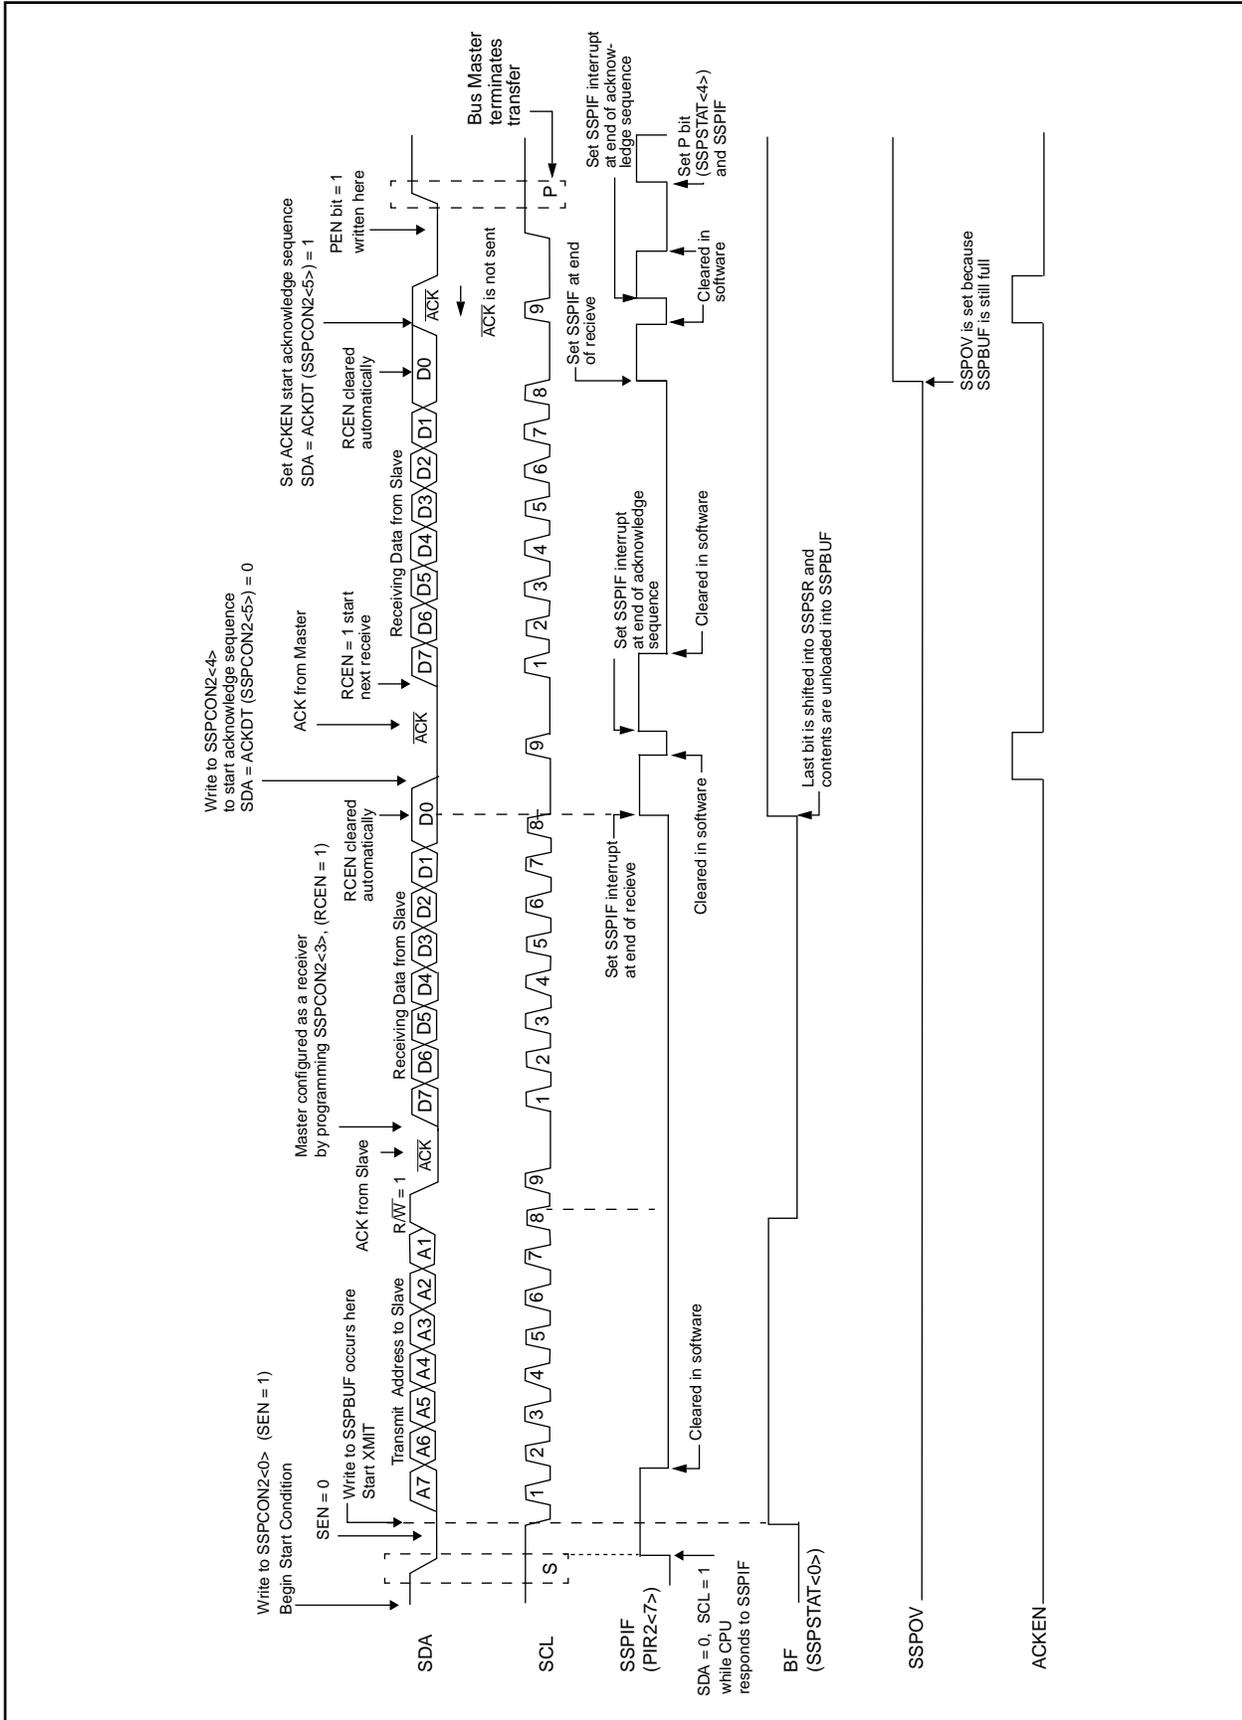 Write to SSPCON2<0> (SEN = 1)
Begin Start Condition
SEN = 0
Write to SSPBUF occurs here
Start XMIT
ACK from Slave
Master configured as a receiver
by programming SSPCON2<3>, (RCEN = 1)
RCEN cleared
automatically
Write to SSPCON2<4>
to start acknowledge sequence
SDA = ACKDT (SSPCON2<5>) = 0
ACK from Master
RCEN = 1 start
next receive
RCEN cleared
automatically
Set ACKEN start acknowledge sequence
SDA = ACKDT (SSPCON2<5>) = 1
PEN bit = 1
written here
Transmit Address to Slave
R/W = 1
Receiving Data from Slave
Receiving Data from Slave
SDA
A7 A6 A5 A4 A3 A2 A1 ACK D7 D6 D5 D4 D3 D2 D1 D0 ACK D7 D6 D5 D4 D3 D2 D1 D0 ACK
ACK is not sent
Bus Master
terminates
transfer
SCL
S 1 2 3 4 5 6 7 8 9 1 2 3 4 5 6 7 8 9 1 2 3 4 5 6 7 8 9 P
Set SSPIF interrupt
at end of recieve
Set SSPIF interrupt
at end of acknowledge
sequence
Set SSPIF at end
of recieve
Set SSPIF interrupt
at end of acknow-
ledge sequence
SSPIF
(PIR2<7>)
SDA = 0, SCL = 1
while CPU
responds to SSPIF
Cleared in software
Cleared in software
Cleared in software
Cleared in
software
Set P bit
(SSPSTAT<4>)
and SSPIF
BF
(SSPSTAT<0>)
Last bit is shifted into SSPSR and
contents are unloaded into SSPBUF
SSPOV
SSPOV is set because
SSPBUF is still full
ACKEN